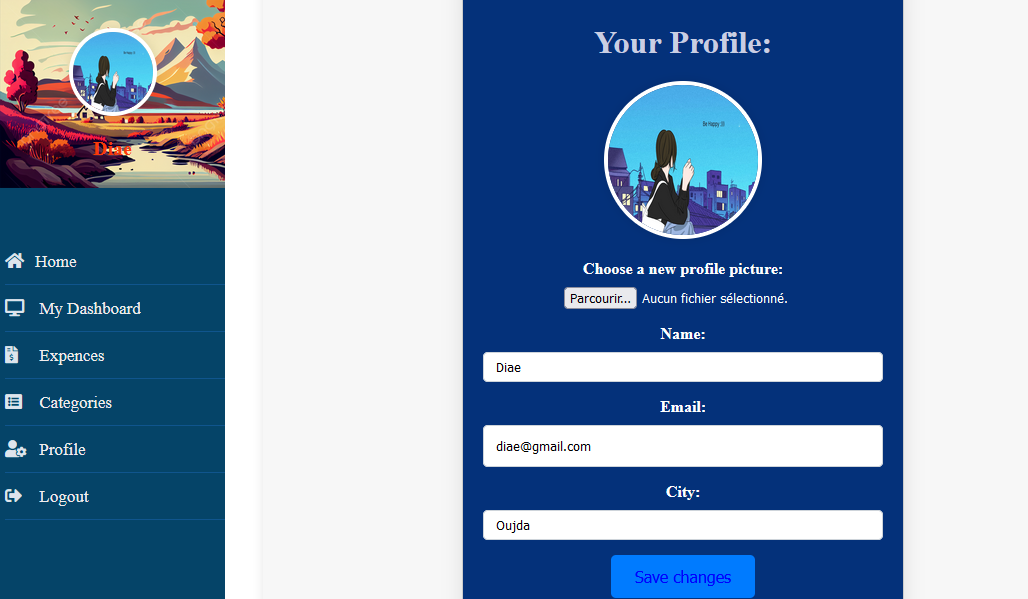 Diae
Home
My Dashboard
Expences
Categories
Profile
Logout
Your Profile:
Be Happy
Choose a new profile picture:
Parcourir... Aucun fichier sélectionné.
Name:
Diae
Email:
diae@gmail.com
City:
Oujda
Save changes